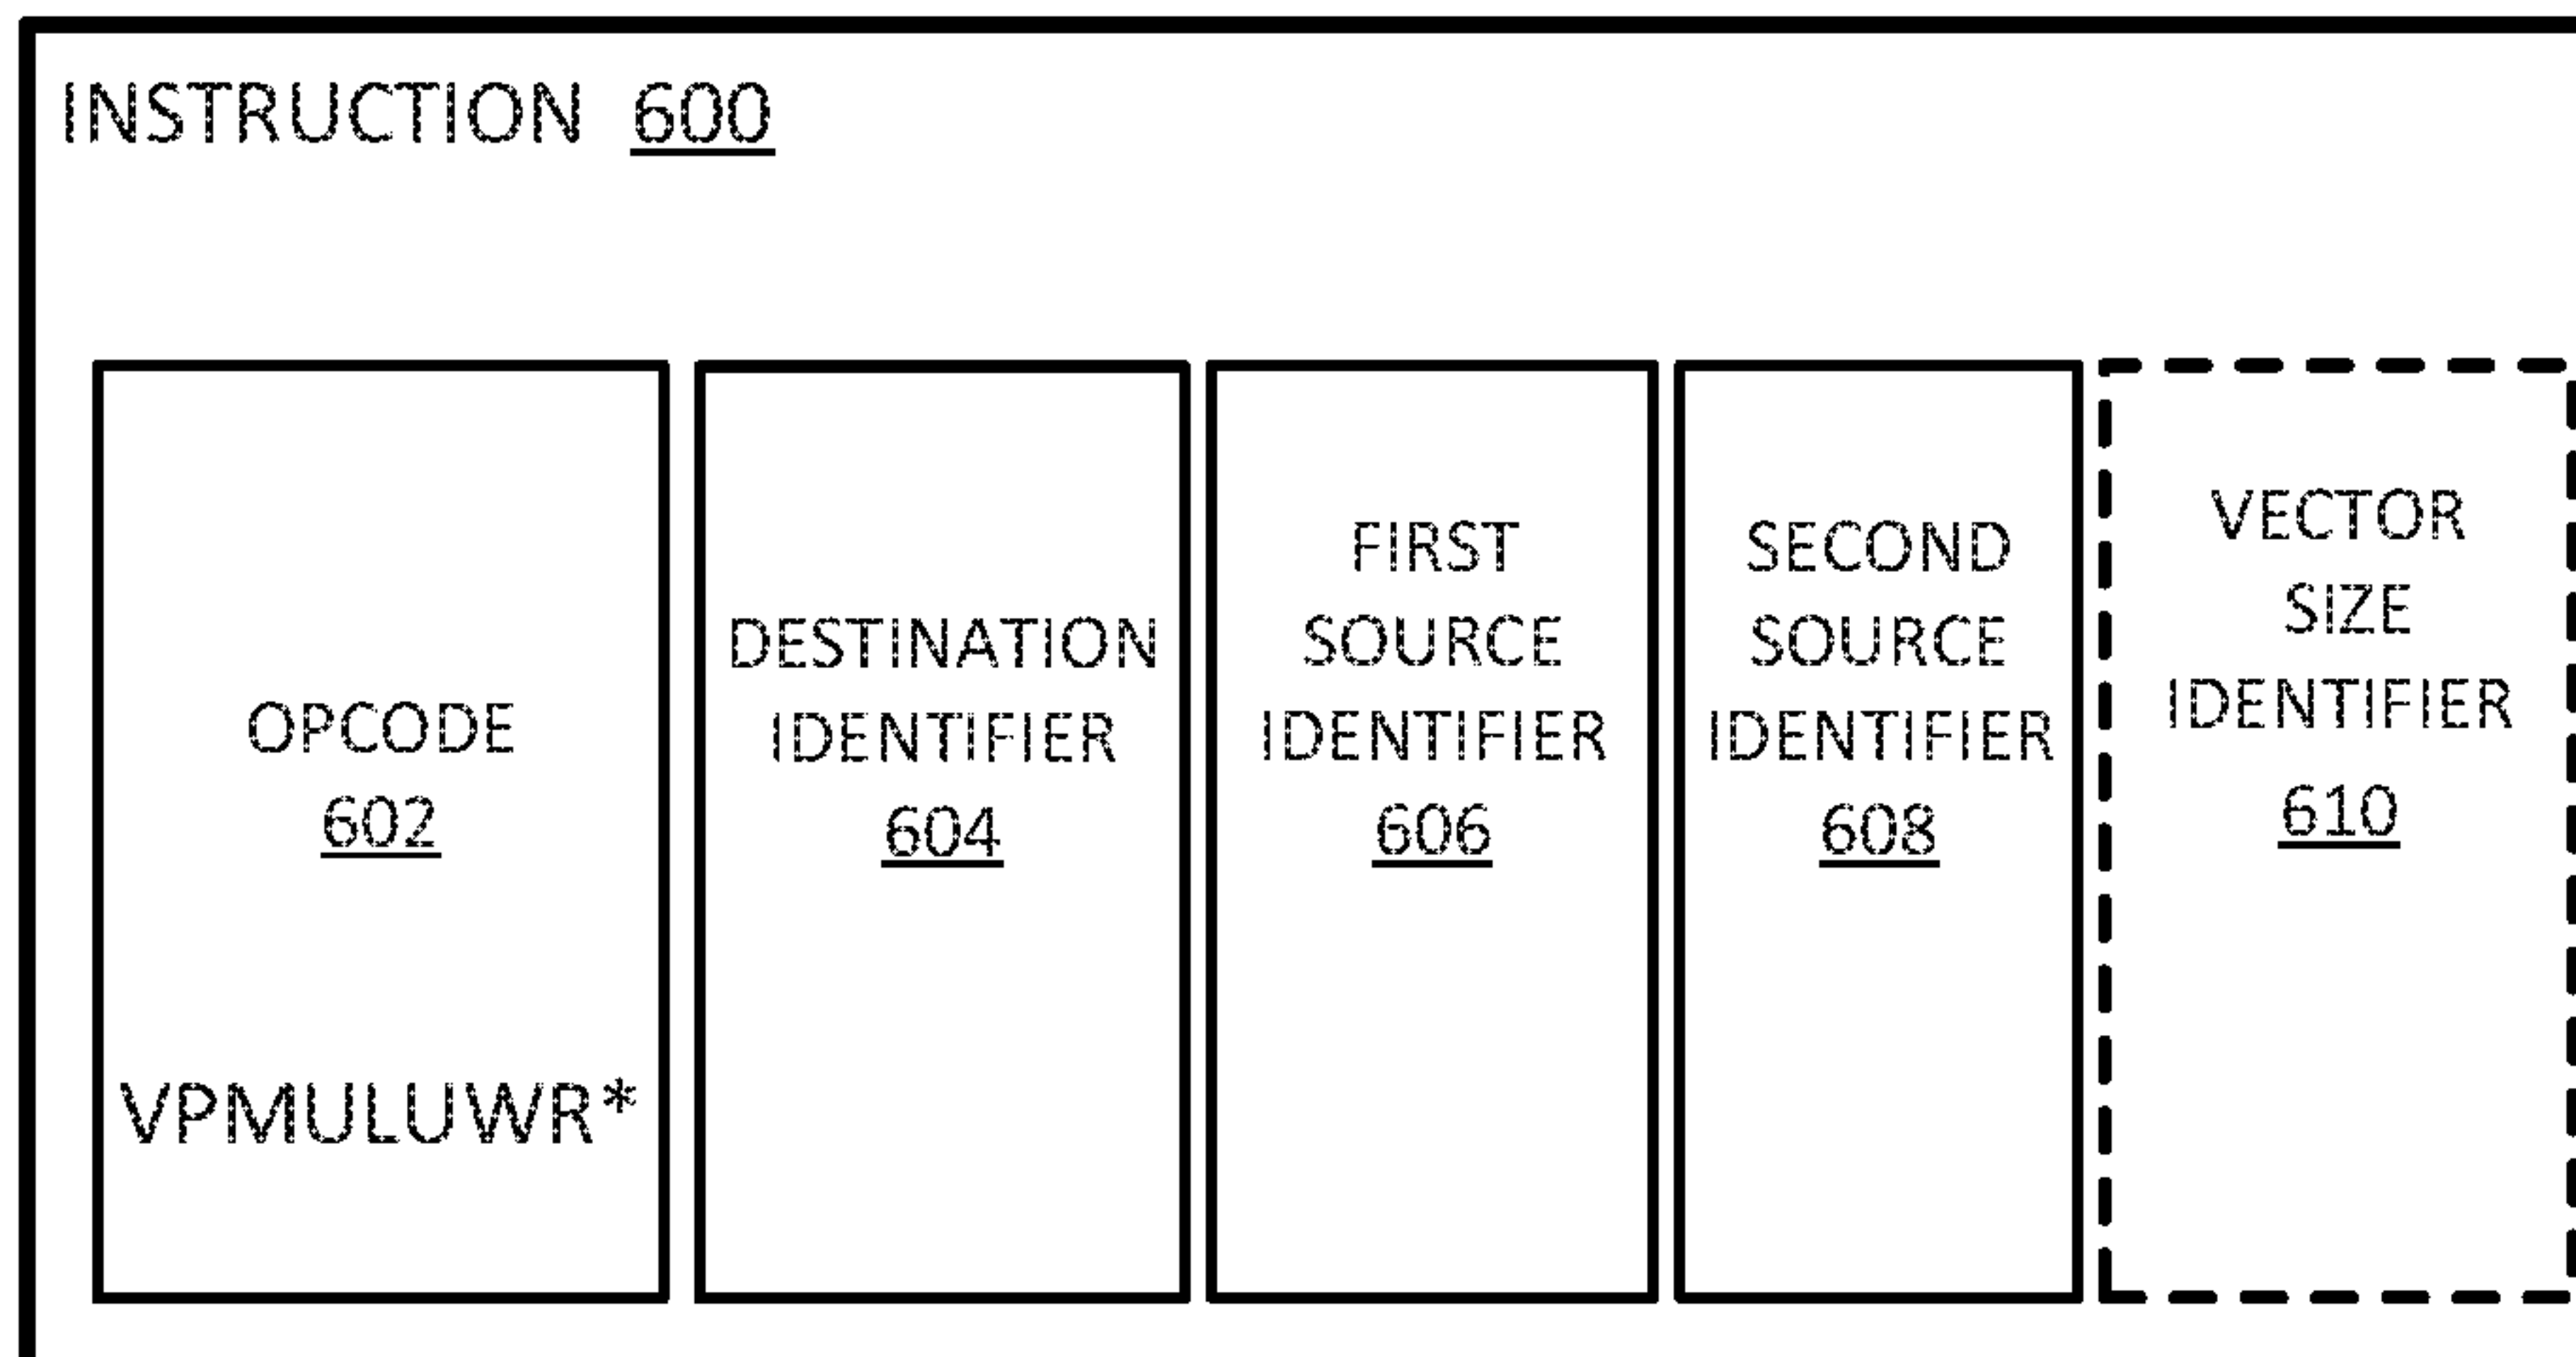 INSTRUCTION 600
OPCODE
602
VPMULUWR*
DESTINATION
IDENTIFIER
604
FIRST
SOURCE
IDENTIFIER
606
SECOND
SOURCE
IDENTIFIER
608
VECTOR
SIZE
IDENTIFIER
610